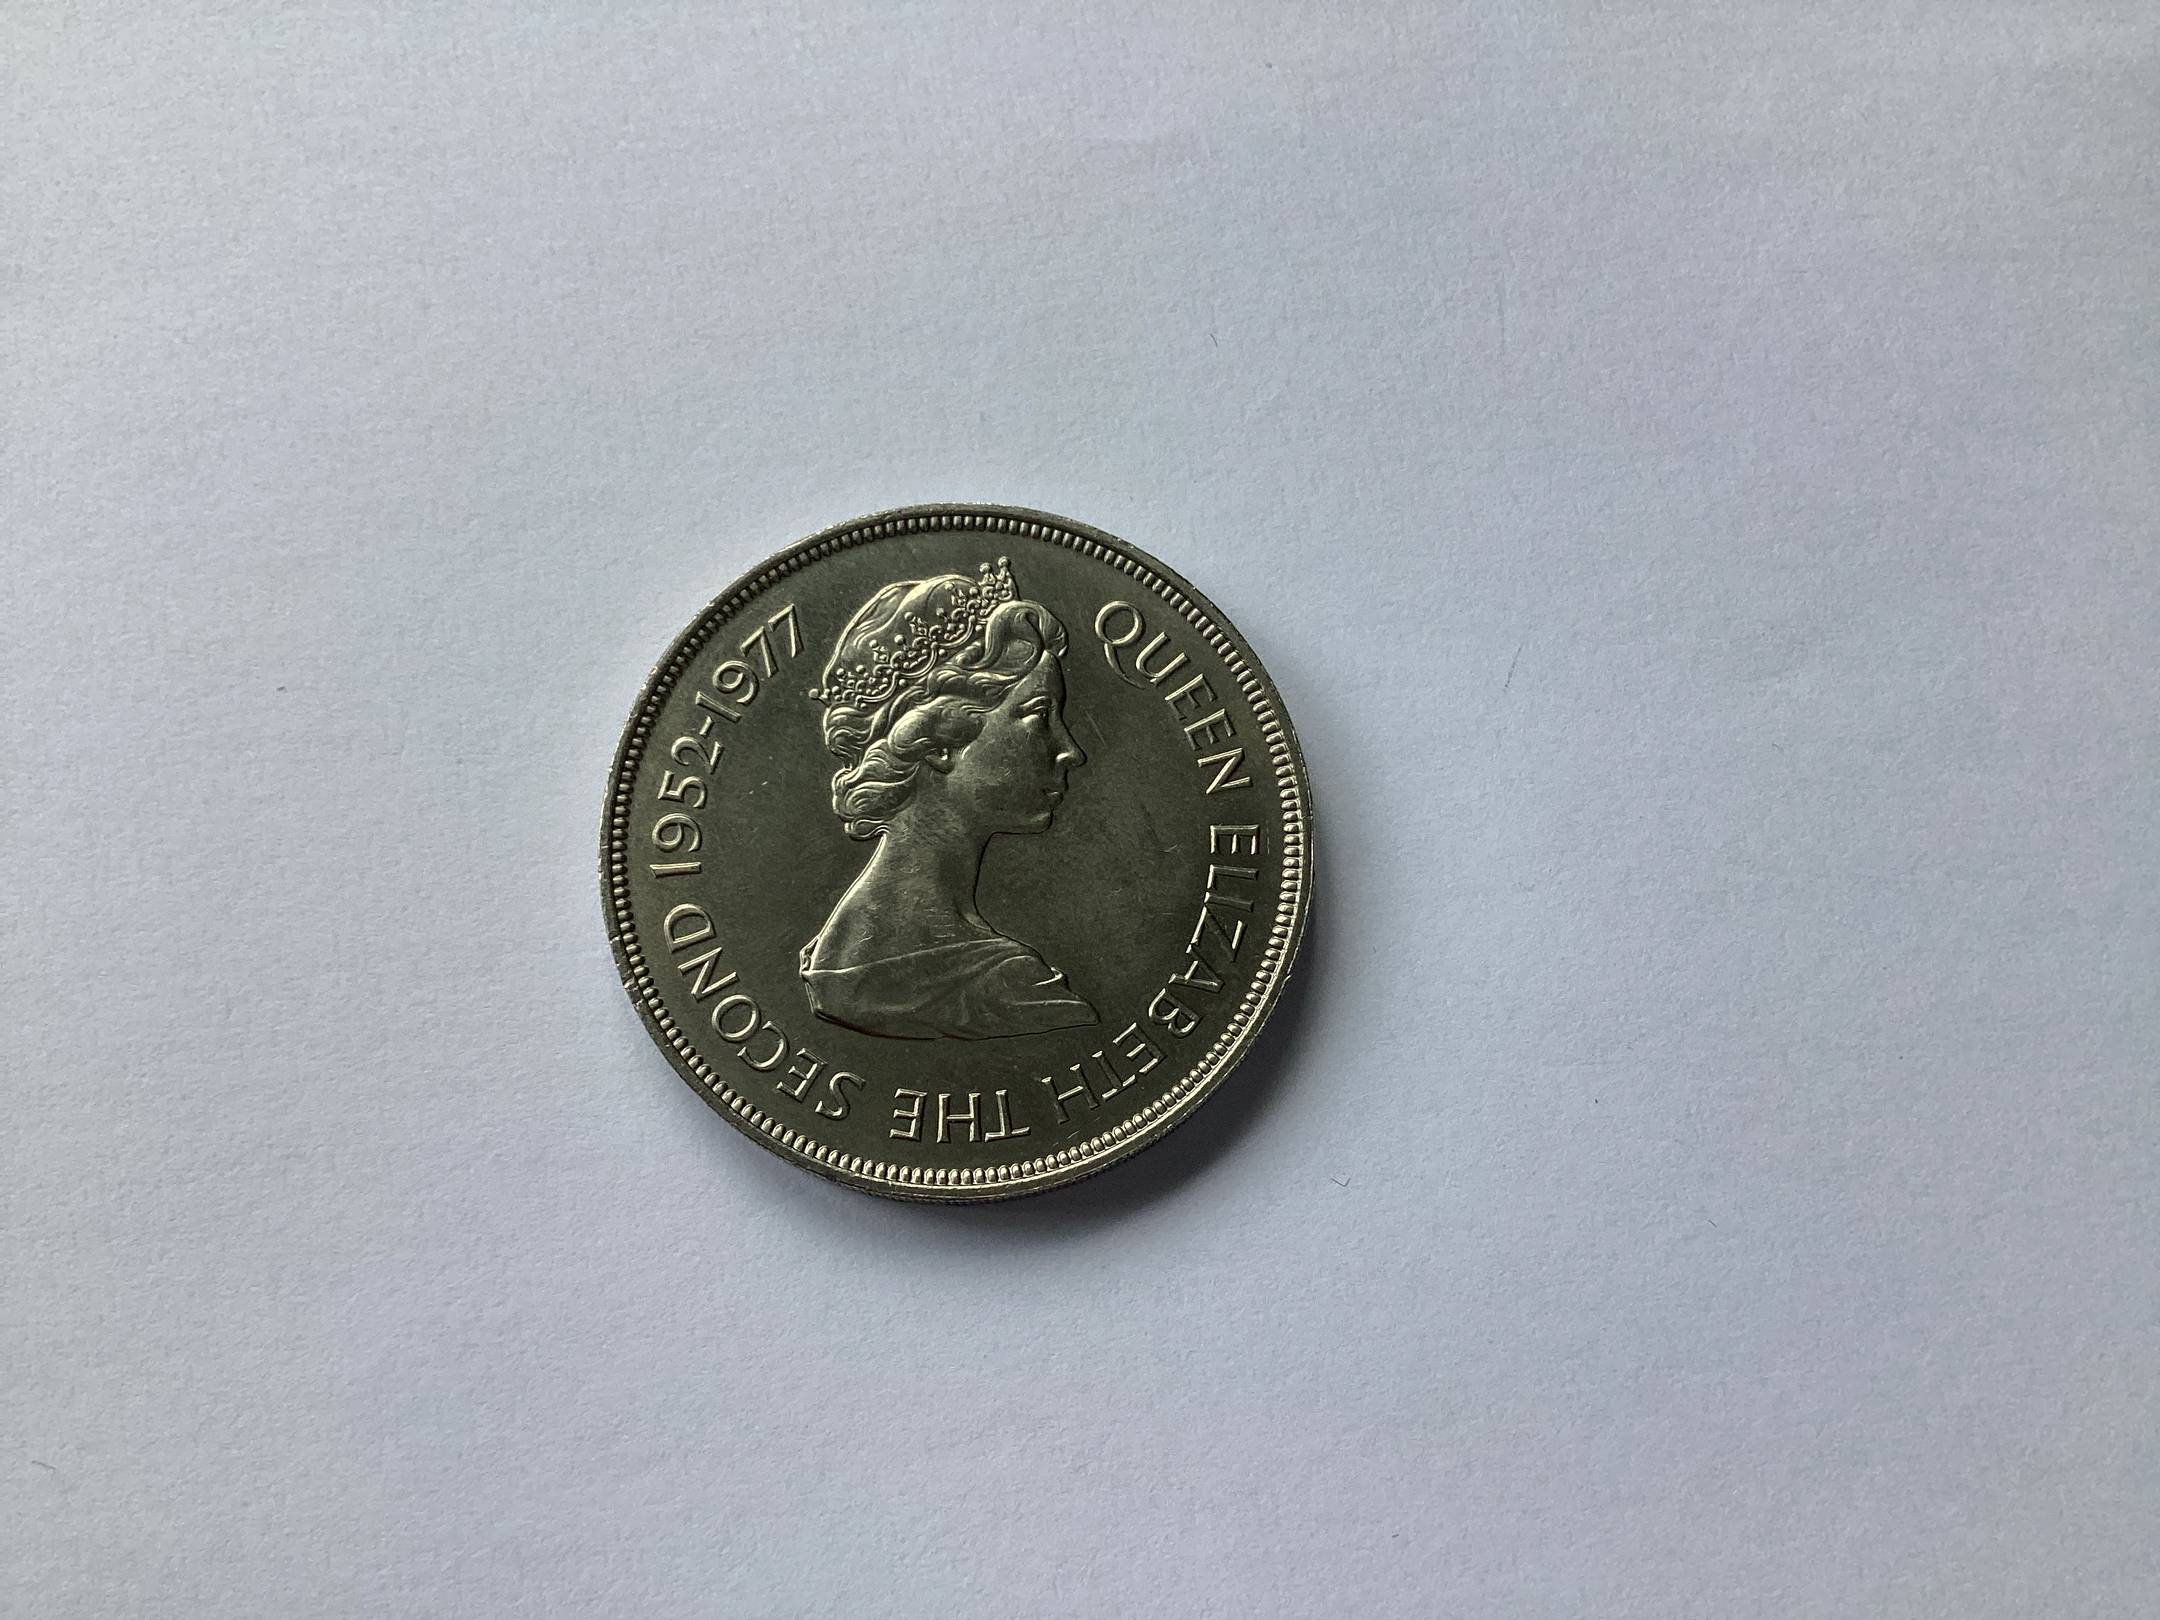 QUEEN ELIZABETH THE SECOND 1952-1977